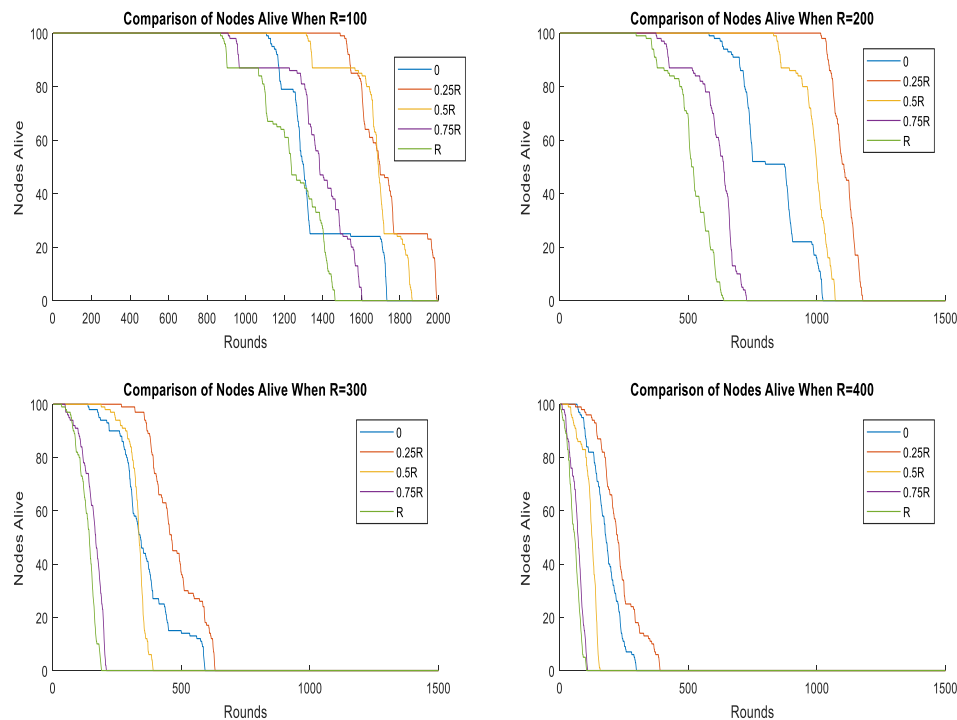 Comparison of Nodes Alive When R=100
100
80
60
40
20
0
Nodes Alive
0
0.25R
0.5R
0.75R
R
0 200 400 600 800 1000 1200 1400 1600 1800 2000
Rounds
Comparison of Nodes Alive When R=200
100
80
60
40
20
0
Nodes Alive
0
0.25R
0.5R
0.75R
R
0 500 1000 1500
Rounds
Comparison of Nodes Alive When R=300
100
80
60
40
20
0
Nodes Alive
0
0.25R
0.5R
0.75R
R
0 500 1000 1500
Rounds
Comparison of Nodes Alive When R=400
100
80
60
40
20
0
Nodes Alive
0
0.25R
0.5R
0.75R
R
0 500 1000 1500
Rounds